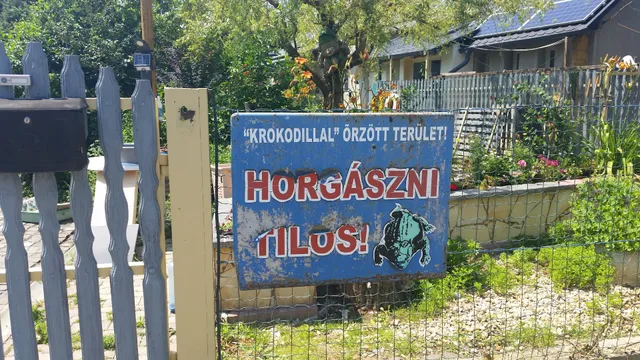 "KROKODILLAL" ŐRZÖTT TERÜLET!
HORGÁSZNI
TILOS!